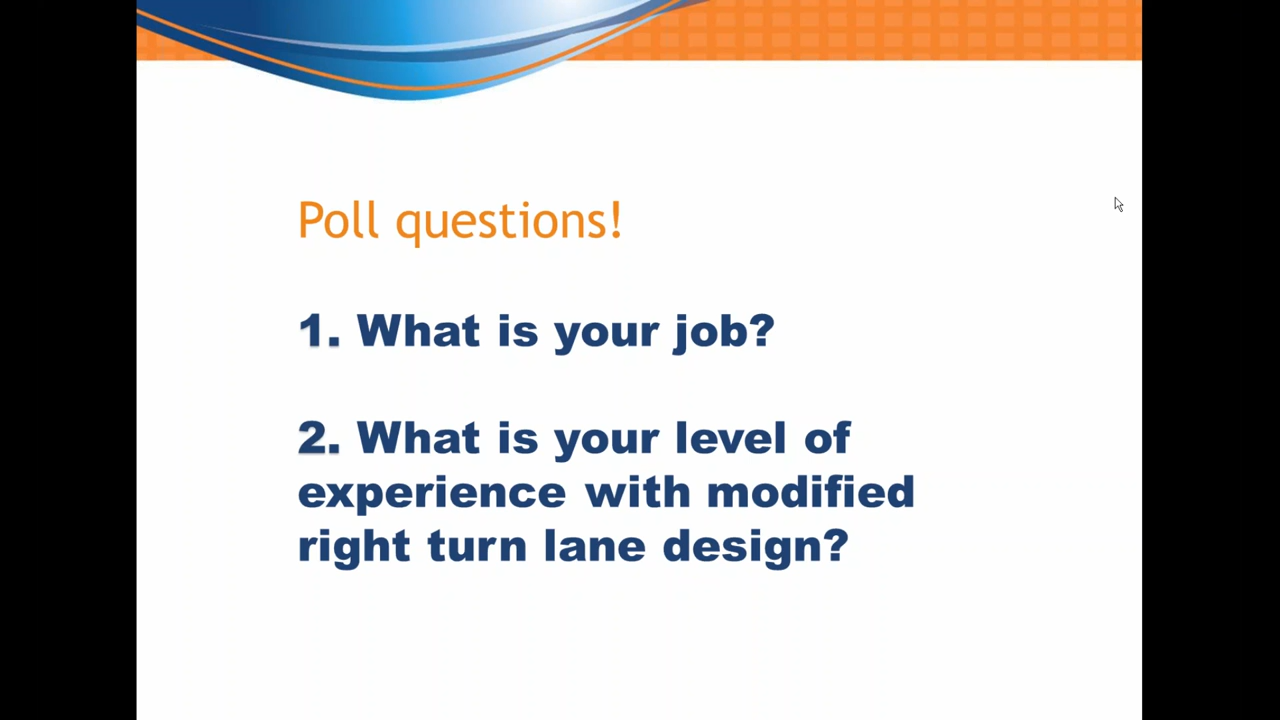 Poll questions!
1. What is your job?
2. What is your level of
experience with modified
right turn lane design?